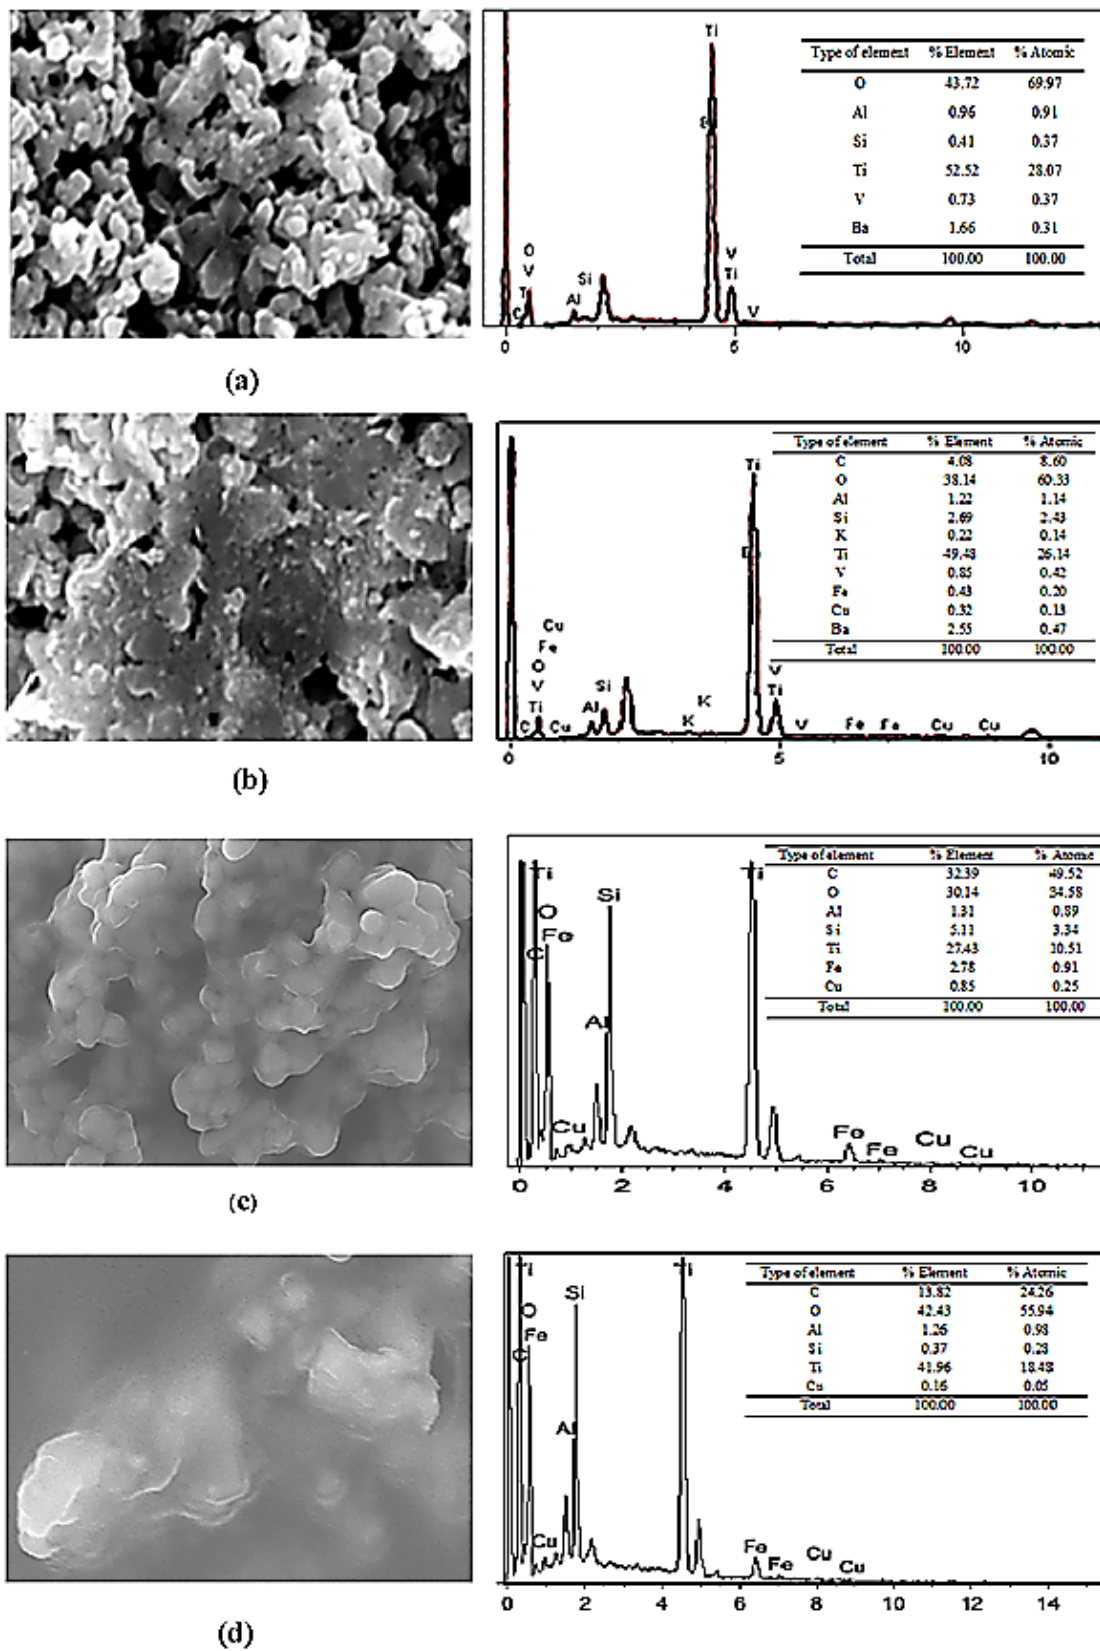 Ti
Type of element % Element % Atomic
O 43.72 69.97
Al 0.96 0.91
Si 0.41 0.37
Ti 52.52 28.07
V 0.73 0.37
Ba 1.66 0.31
Total 100.00 100.00
O
V V
Si Ti
Al
C V
0 5 10
(a)
Type of element % Element % Atomic
C 4.08 8.60
O 38.14 60.33
Al 1.22 1.14
Si 2.69 2.43
K 0.22 0.14
Ti 49.48 26.14
V 0.85 0.42
Fe 0.43 0.20
Cu 0.32 0.13
Ba 2.55 0.47
Total 100.00 100.00
Ti
Cu
Fe
O
V Si V
Ti Al K Ti
C Cu K V Fe Fe Cu Cu
0 5 10
(b)
Type of element % Element % Atomic
C 32.39 49.52
O 30.14 34.58
Al 1.31 0.89
Si 5.11 3.34
Ti 27.43 10.51
Fe 2.78 0.91
Cu 0.85 0.25
Total 100.00 100.00
Ti Ti
Si
O
Fe
C
Al
Cu Fe Fe Cu Cu
0 2 4 6 8 10
(c)
Type of element % Element % Atomic
C 13.82 24.26
O 42.43 55.94
Al 1.26 0.98
Si 0.37 0.28
Ti 41.96 18.48
Cu 0.16 0.05
Total 100.00 100.00
Ti Ti
Si
O
Fe
C
Al
Cu Fe Fe Cu Cu
0 2 4 6 8 10 12 14
(d)